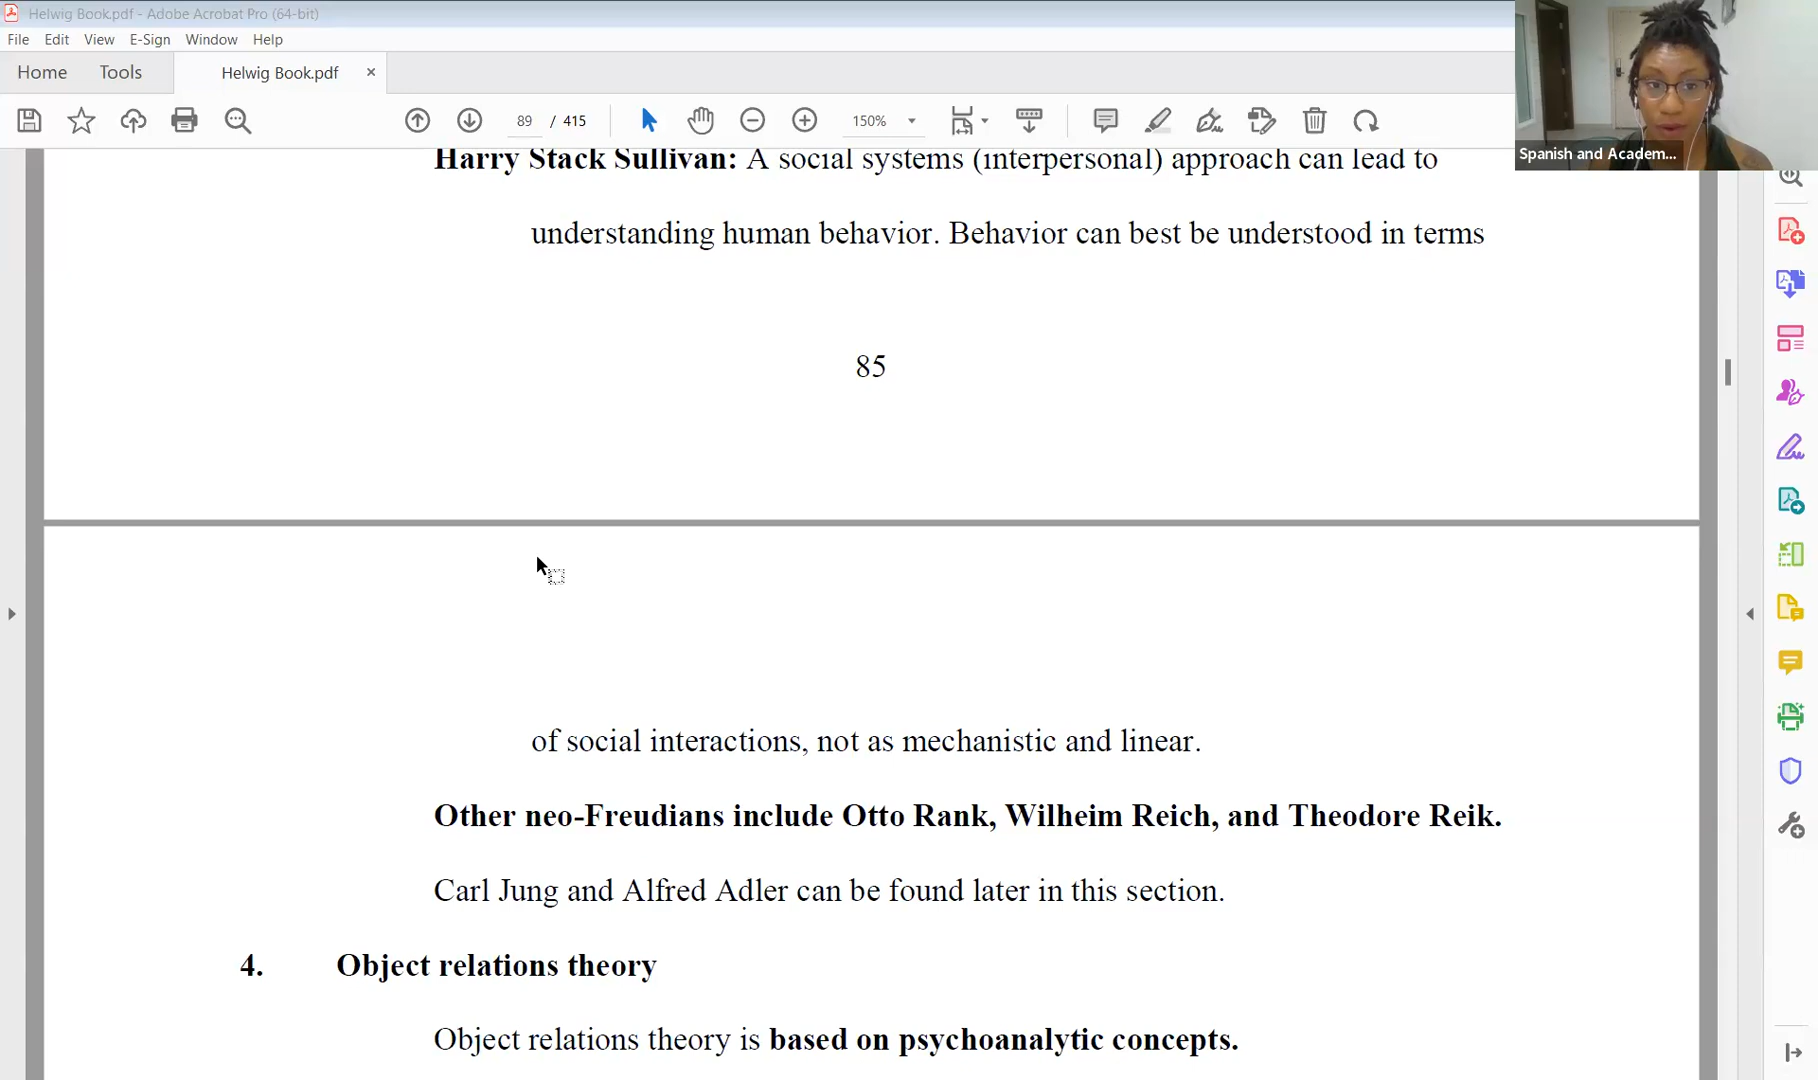 Helwig Book.pdf - Adobe Acrobat Pro (64-bit)
File Edit View E-Sign Window Help
Home Tools Helwig Book.pdf ×
89 / 415 150%
Spanish and Academ...
Harry Stack Sullivan: A social systems (interpersonal) approach can lead to
understanding human behavior. Behavior can best be understood in terms
85
of social interactions, not as mechanistic and linear.
Other neo-Freudians include Otto Rank, Wilheim Reich, and Theodore Reik.
Carl Jung and Alfred Adler can be found later in this section.
4. Object relations theory
Object relations theory is based on psychoanalytic concepts.